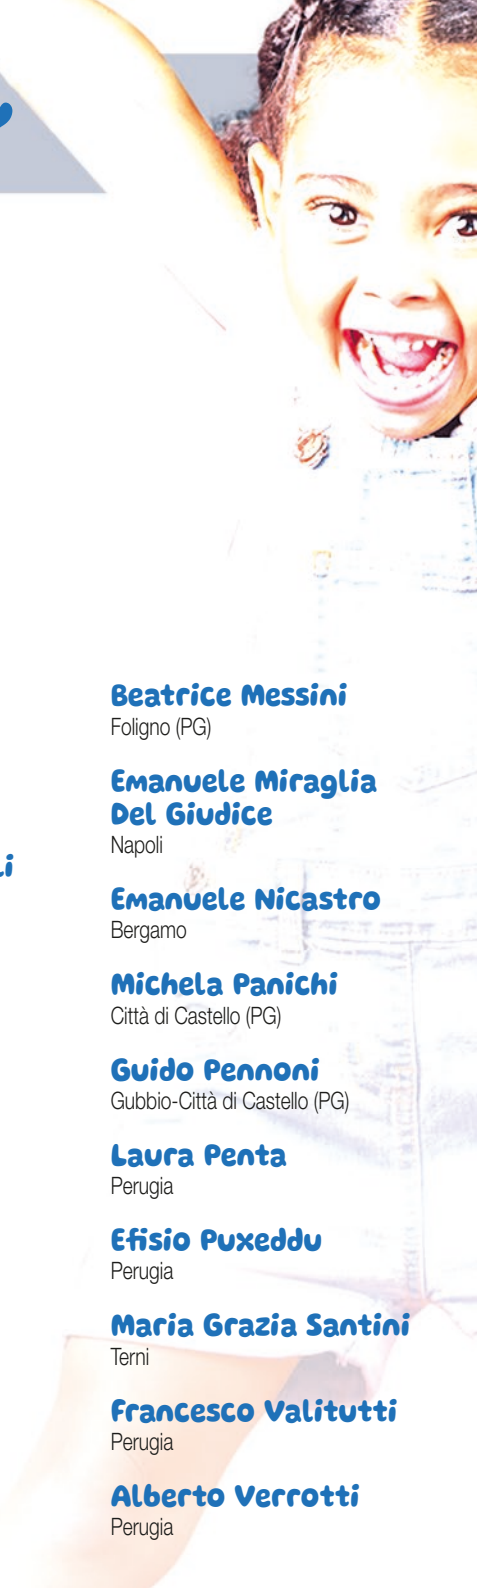 li
Beatrice Messini
Foligno (PG)
Emanuele Miraglia
Del Giudice
Napoli
Emanuele Nicastro
Bergamo
Michela Panichi
Città di Castello (PG)
Guido Pennoni
Gubbio-Città di Castello (PG)
Laura Penta
Perugia
Efisio Puxeddu
Perugia
Maria Grazia Santini
Terni
Francesco Valitutti
Perugia
Alberto Verrotti
Perugia